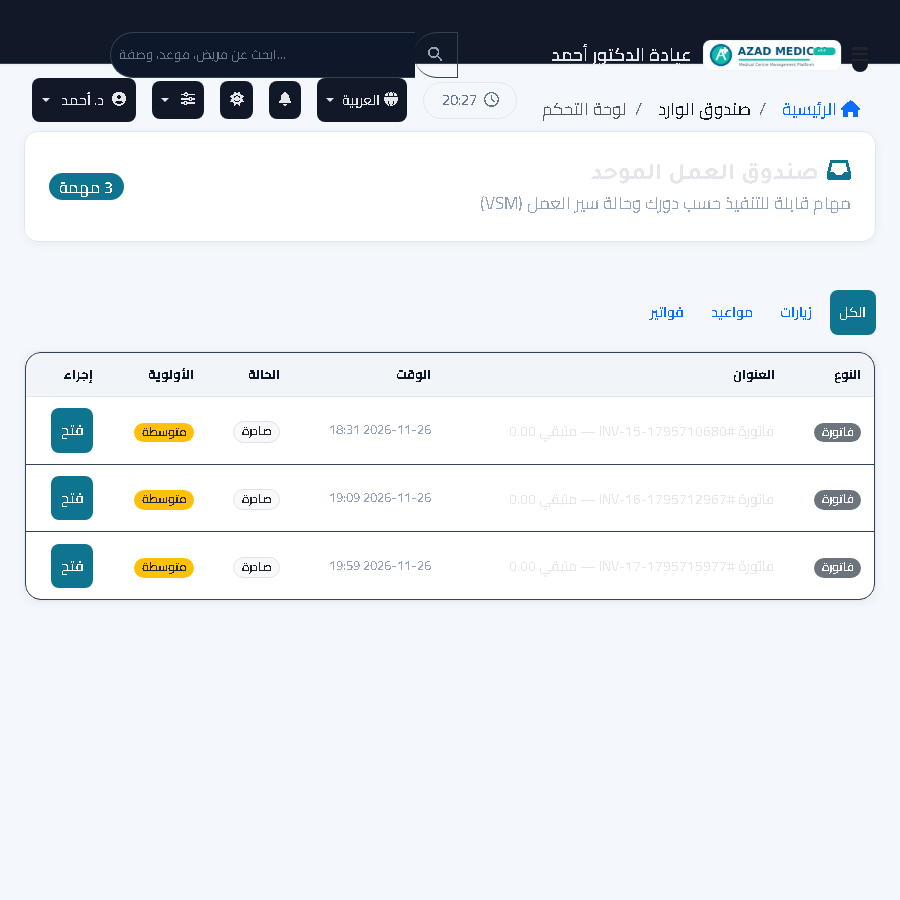 AZAD MEDIC
Medical Centre Management Platform
عيادة الدكتور أحمد
ابحث عن مريض، موعد، وصفة...
الرئيسية / صندوق الوارد / لوحة التحكم
20:27
العربية
د. أحمد
صندوق العمل الموحد
مهام قابلة للتنفيذ حسب دورك وحالة سير العمل (VSM)
3 مهمة
الكل زيارات مواعيد فواتير
النوع العنوان الوقت الحالة الأولوية إجراء
فاتورة فاتورة #INV-15-1795710680 — متبقي 0.00 2026-11-26 18:31 صادرة متوسطة فتح
فاتورة فاتورة #INV-16-1795712967 — متبقي 0.00 2026-11-26 19:09 صادرة متوسطة فتح
فاتورة فاتورة #INV-17-1795715977 — متبقي 0.00 2026-11-26 19:59 صادرة متوسطة فتح